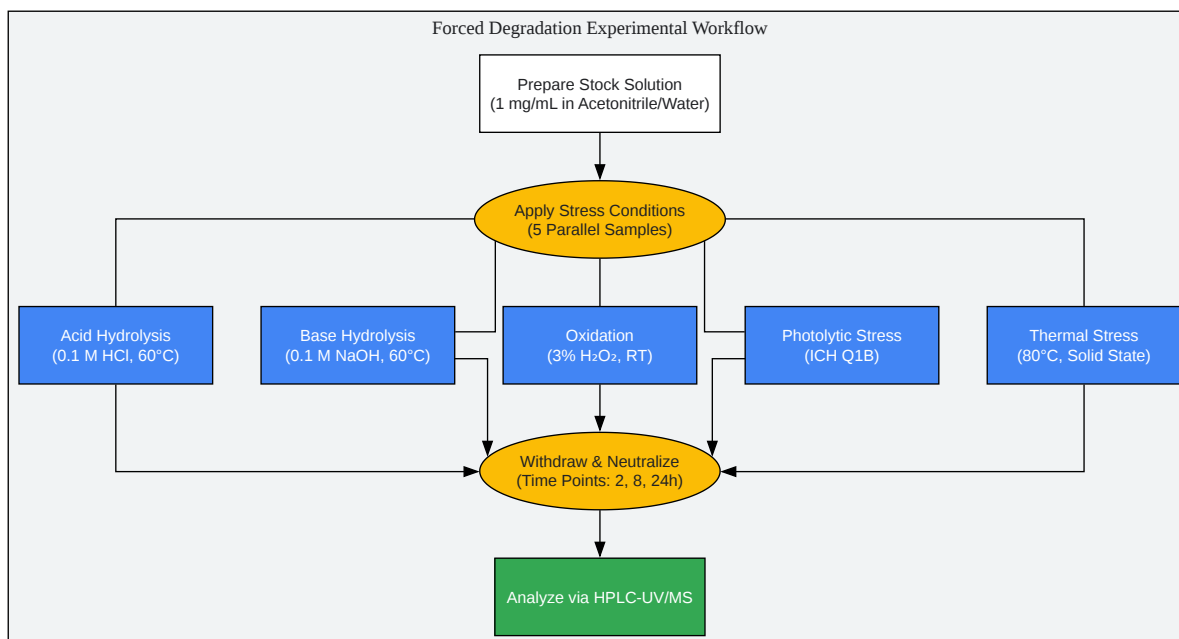 Forced Degradation Experimental Workflow
Prepare Stock Solution
(1 mg/mL in Acetonitrile/Water)
Apply Stress Conditions
(5 Parallel Samples)
Acid Hydrolysis
(0.1 M HCl, 60°C)
Base Hydrolysis
(0.1 M NaOH, 60°C)
Oxidation
(3% H₂O₂, RT)
Photolytic Stress
(ICH Q1B)
Thermal Stress
(80°C, Solid State)
Withdraw & Neutralize
(Time Points: 2, 8, 24h)
Analyze via HPLC-UV/MS